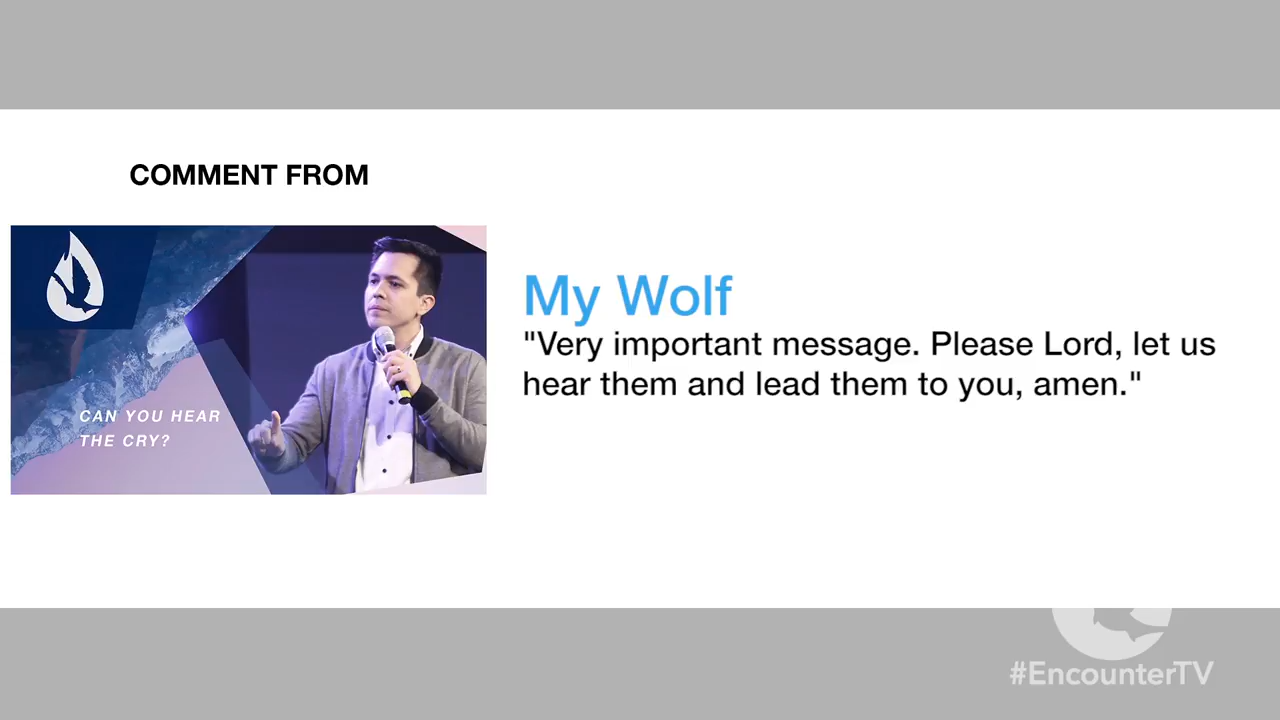 COMMENT FROM
CAN YOU HEAR
THE CRY?
My Wolf
"Very important message. Please Lord, let us
hear them and lead them to you, amen."
#EncounterTV